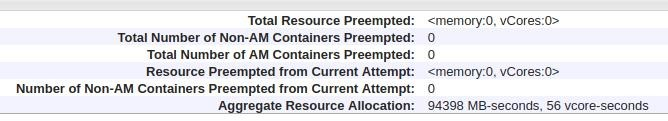 Total Resource Preempted: <memory:0, vCores:0>
Total Number of Non-AM Containers Preempted: 0
Total Number of AM Containers Preempted: 0
Resource Preempted from Current Attempt: <memory:0, vCores:0>
Number of Non-AM Containers Preempted from Current Attempt: 0
Aggregate Resource Allocation: 94398 MB-seconds, 56 vcore-seconds